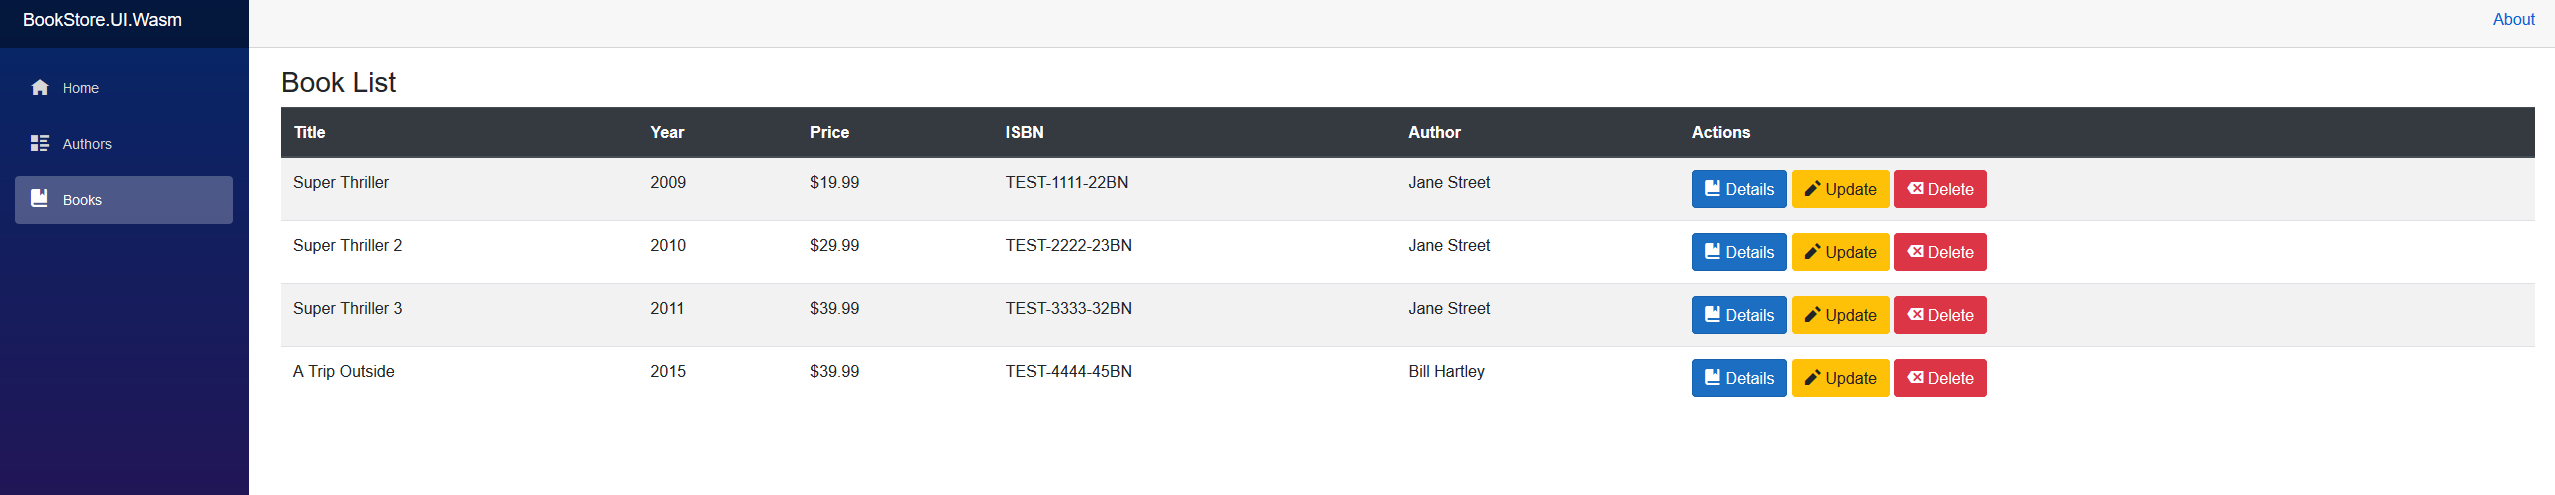 BookStore.UI.Wasm
About
Home
Authors
Books
Book List
Title Year Price ISBN Author Actions
Super Thriller 2009 $19.99 TEST-1111-22BN Jane Street Details Update Delete
Super Thriller 2 2010 $29.99 TEST-2222-23BN Jane Street Details Update Delete
Super Thriller 3 2011 $39.99 TEST-3333-32BN Jane Street Details Update Delete
A Trip Outside 2015 $39.99 TEST-4444-45BN Bill Hartley Details Update Delete